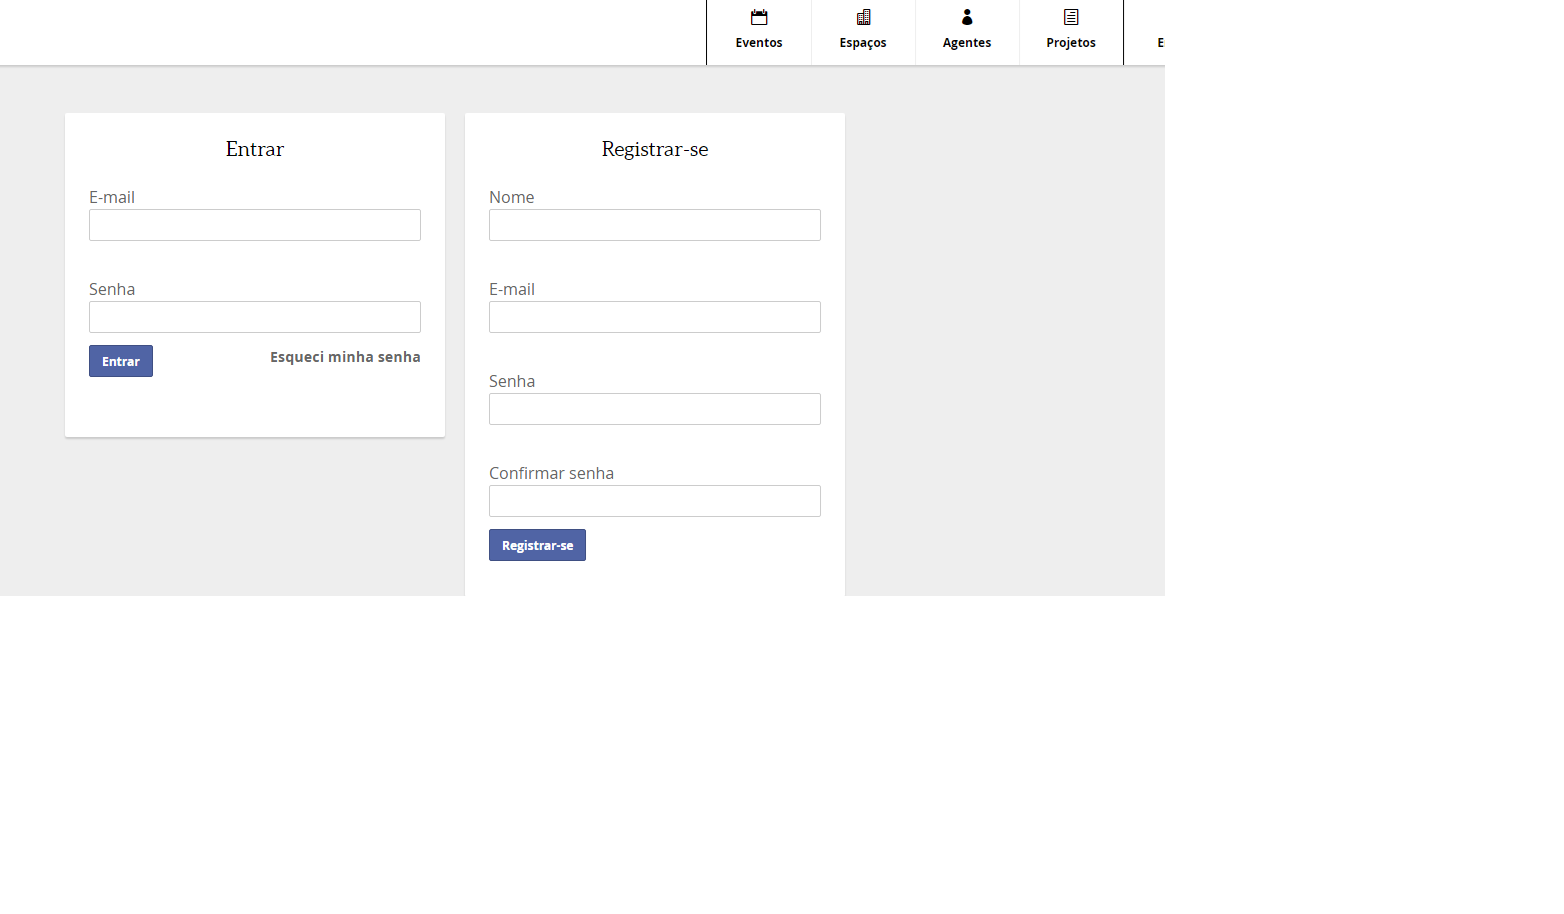 Eventos
Espaços
Agentes
Projetos
Entrar
E-mail
Senha
Entrar
Esqueci minha senha
Registrar-se
Nome
E-mail
Senha
Confirmar senha
Registrar-se